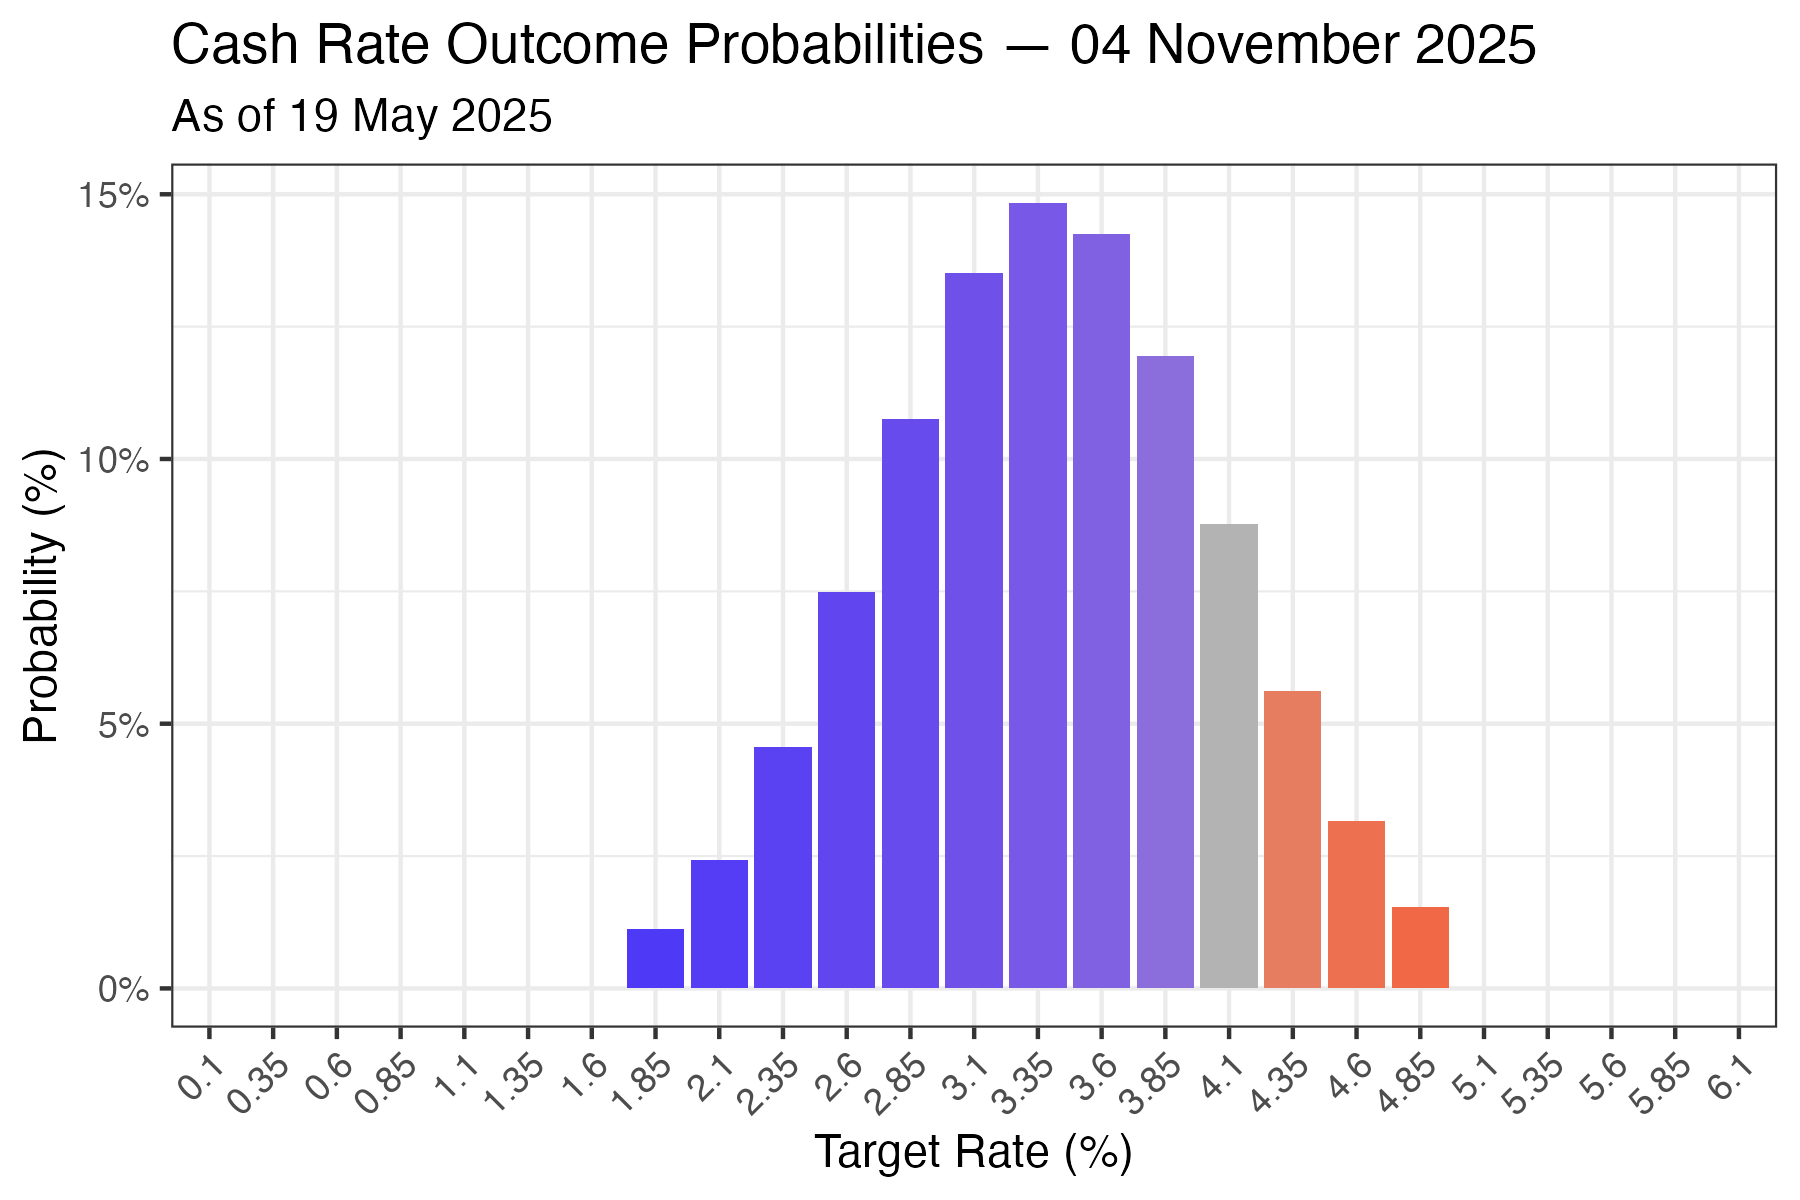 Cash Rate Outcome Probabilities — 04 November 2025
As of 19 May 2025
Probability (%)
15%
10%
5%
0%
0.1 0.35 0.6 0.85 1.1 1.35 1.6 1.85 2.1 2.35 2.6 2.85 3.1 3.35 3.6 3.85 4.1 4.35 4.6 4.85 5.1 5.35 5.6 5.85 6.1
Target Rate (%)